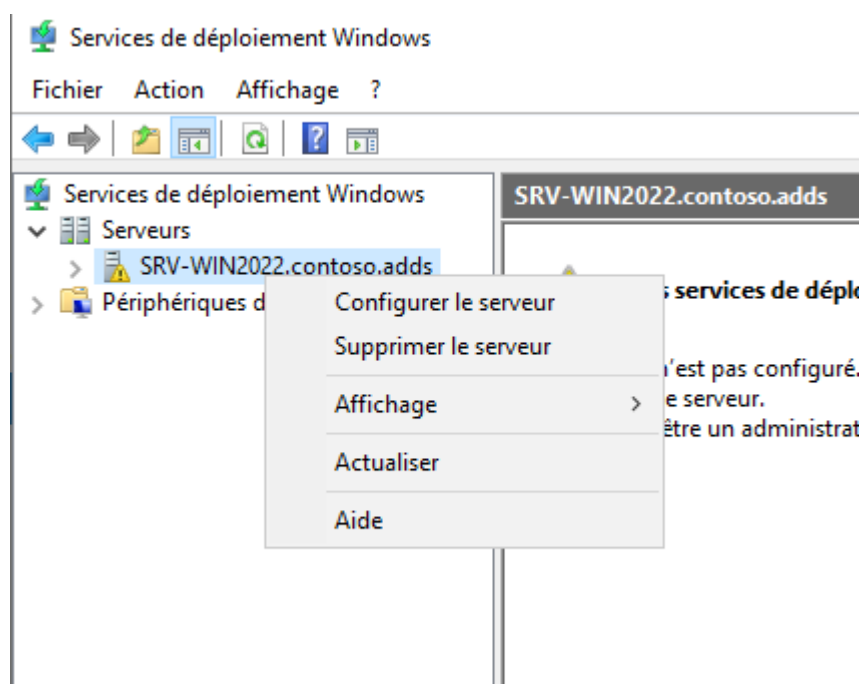 Services de déploiement Windows
Fichier Action Affichage ?
Services de déploiement Windows
Serveurs
SRV-WIN2022.contoso.adds
Périphériques
Configurer le serveur
Supprimer le serveur
Affichage
Actualiser
Aide
SRV-WIN2022.contoso.adds
services de
n'est pas configuré.
serveur.
être un